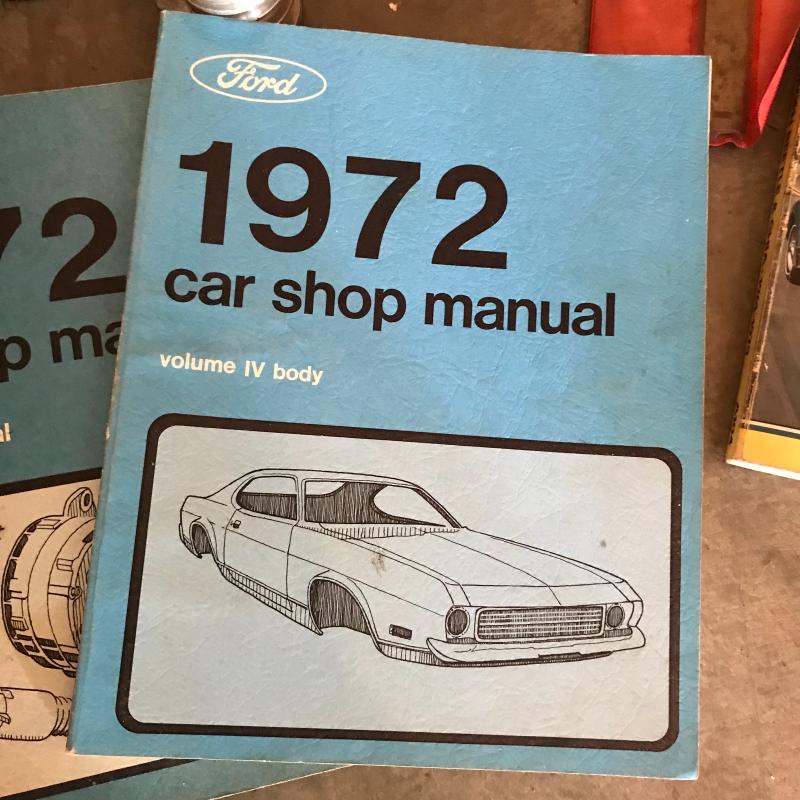 Ford
1972
car shop manual
volume IV body
72
p ma
al